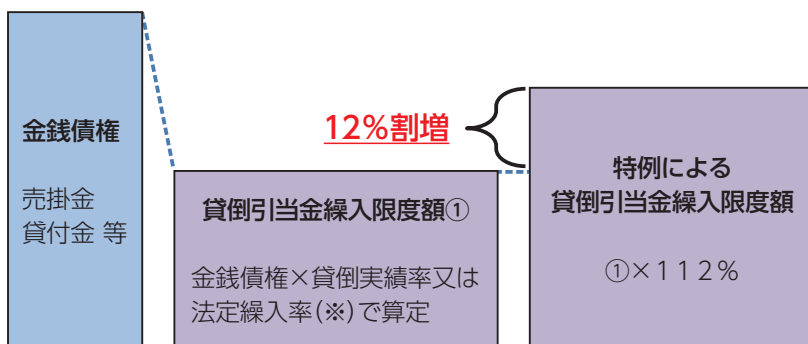 金銭債権
売掛金
貸付金 等
12%割増
貸倒引当金繰入限度額①
金銭債権×貸倒実績率又は
法定繰入率(※)で算定
特例による
貸倒引当金繰入限度額
①×１１２%